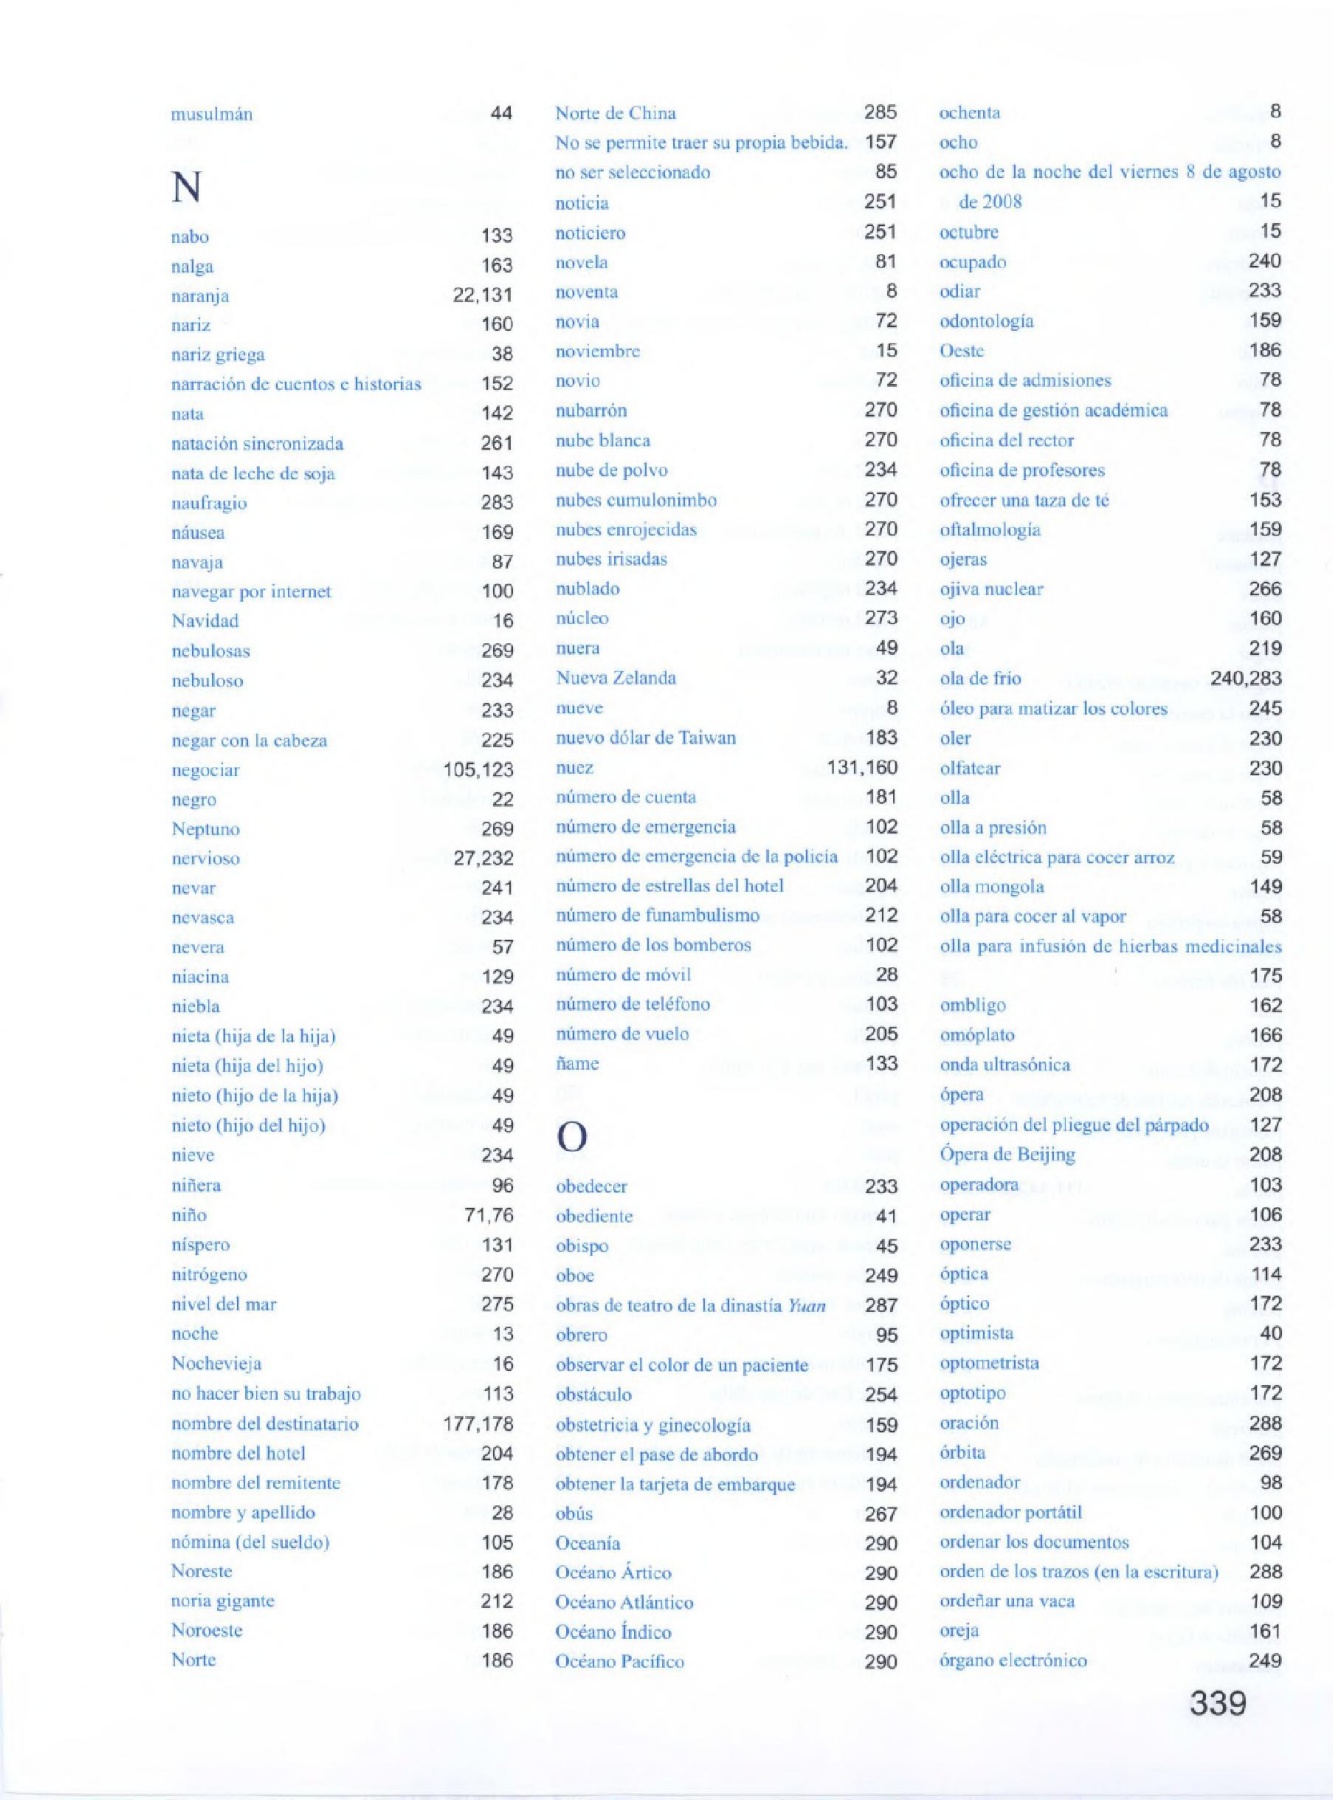 musulmán 44
N
nabo 133
nalga 163
naranja 22,131
nariz 160
nariz griega 38
narración de cuentos e historias 152
nata 142
natación sincronizada 261
nata de leche de soja 143
naufragio 283
náusea 169
navaja 87
navegar por internet 100
Navidad 16
nebulosas 269
nebuloso 234
negar 233
negar con la cabeza 225
negociar 105,123
negro 22
Neptuno 269
nervioso 27,232
nevar 241
nevasca 234
nevera 57
niacina 129
niebla 234
nieta (hija de la hija) 49
nieta (hija del hijo) 49
nieto (hijo de la hija) 49
nieto (hijo del hijo) 49
nieve 234
niñera 96
niño 71,76
níspero 131
nitrógeno 270
nivel del mar 275
noche 13
Nochevieja 16
no hacer bien su trabajo 113
nombre del destinatario 177,178
nombre del hotel 204
nombre del remitente 178
nombre y apellido 28
nómina (del sueldo) 105
Noreste 186
noria gigante 212
Noroeste 186
Norte 186
Norte de China 285
No se permite traer su propia bebida. 157
no ser seleccionado 85
noticia 251
noticiero 251
novela 81
noventa 8
novia 72
noviembre 15
novio 72
nubarrón 270
nube blanca 270
nube de polvo 234
nubes cumulonimbo 270
nubes enrojecidas 270
nubes irisadas 270
nublado 234
núcleo 273
nuera 49
Nueva Zelanda 32
nueve 8
nuevo dólar de Taiwan 183
nuez 131,160
número de cuenta 181
número de emergencia 102
número de emergencia de la policía 102
número de estrellas del hotel 204
número de funambulismo 212
número de los bomberos 102
número de móvil 28
número de teléfono 103
número de vuelo 205
ñame 133
O
obedecer 233
obediente 41
obispo 45
oboe 249
obras de teatro de la dinastía Yuan 287
obrero 95
observar el color de un paciente 175
obstáculo 254
obstetricia y ginecología 159
obtener el pase de abordo 194
obtener la tarjeta de embarque 194
obús 267
Oceanía 290
Océano Ártico 290
Océano Atlántico 290
Océano Índico 290
Océano Pacífico 290
ochenta 8
ocho 8
ocho de la noche del viernes 8 de agosto
de 2008 15
octubre 15
ocupado 240
odiar 233
odontología 159
Oeste 186
oficina de admisiones 78
oficina de gestión académica 78
oficina del rector 78
oficina de profesores 78
ofrecer una taza de té 153
oftalmología 159
ojeras 127
ojiva nuclear 266
ojo 160
ola 219
ola de frío 240,283
óleo para matizar los colores 245
oler 230
olfatear 230
olla 58
olla a presión 58
olla eléctrica para cocer arroz 59
olla mongola 149
olla para cocer al vapor 58
olla para infusión de hierbas medicinales
175
ombligo 162
omóplato 166
onda ultrasónica 172
ópera 208
operación del pliegue del párpado 127
Ópera de Beijing 208
operadora 103
operar 106
oponerse 233
óptica 114
óptico 172
optimista 40
optometrista 172
optotipo 172
oración 288
órbita 269
ordenador 98
ordenador portátil 100
ordenar los documentos 104
orden de los trazos (en la escritura) 288
ordeñar una vaca 109
oreja 161
órgano electrónico 249
339